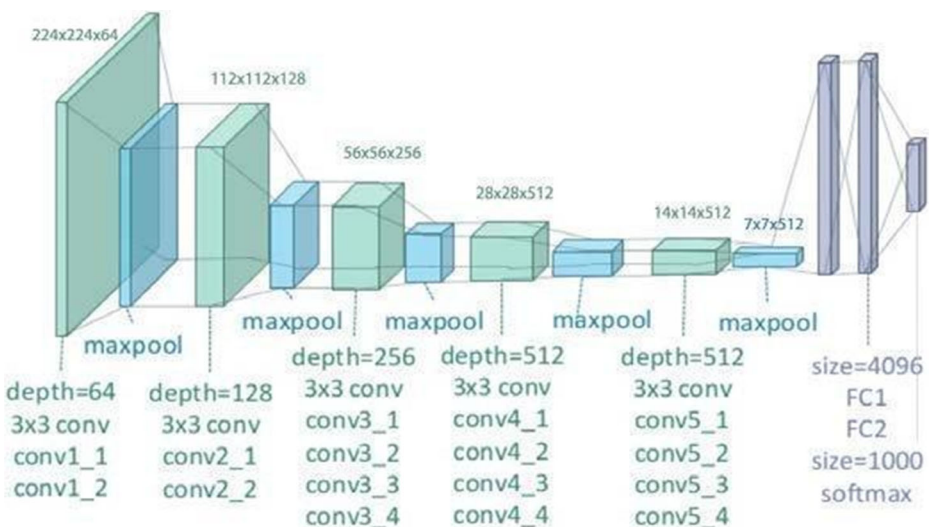 224x224x64
112x112x128
56x56x256
28x28x512
14x14x512
7x7x512
maxpool
maxpool
maxpool
maxpool
maxpool
depth=64
3x3 conv
conv1_1
conv1_2
depth=128
3x3 conv
conv2_1
conv2_2
depth=256
3x3 conv
conv3_1
conv3_2
conv3_3
conv3_4
depth=512
3x3 conv
conv4_1
conv4_2
conv4_3
conv4_4
depth=512
3x3 conv
conv5_1
conv5_2
conv5_3
conv5_4
size=4096
FC1
FC2
size=1000
softmax